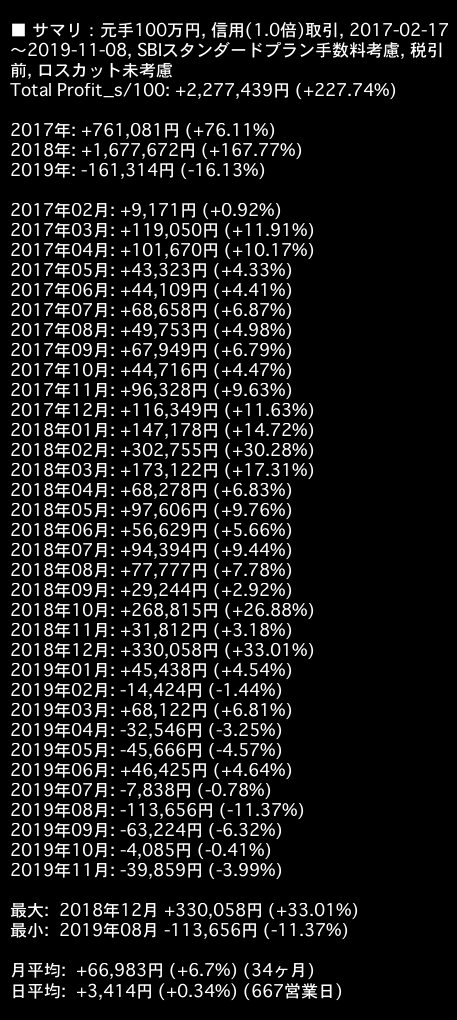 ■ サマリ : 元手100万円, 信用(1.0倍)取引, 2017-02-17
〜2019-11-08, SBIスタンダードプラン手数料考慮, 税引
前, ロスカット未考慮
Total Profit_s/100: +2,277,439円 (+227.74%)
2017年: +761,081円 (+76.11%)
2018年: +1,677,672円 (+167.77%)
2019年: -161,314円 (-16.13%)
2017年02月: +9,171円 (+0.92%)
2017年03月: +119,050円 (+11.91%)
2017年04月: +101,670円 (+10.17%)
2017年05月: +43,323円 (+4.33%)
2017年06月: +44,109円 (+4.41%)
2017年07月: +68,658円 (+6.87%)
2017年08月: +49,753円 (+4.98%)
2017年09月: +67,949円 (+6.79%)
2017年10月: +44,716円 (+4.47%)
2017年11月: +96,328円 (+9.63%)
2017年12月: +116,349円 (+11.63%)
2018年01月: +147,178円 (+14.72%)
2018年02月: +302,755円 (+30.28%)
2018年03月: +173,122円 (+17.31%)
2018年04月: +68,278円 (+6.83%)
2018年05月: +97,606円 (+9.76%)
2018年06月: +56,629円 (+5.66%)
2018年07月: +94,394円 (+9.44%)
2018年08月: +77,777円 (+7.78%)
2018年09月: +29,244円 (+2.92%)
2018年10月: +268,815円 (+26.88%)
2018年11月: +31,812円 (+3.18%)
2018年12月: +330,058円 (+33.01%)
2019年01月: +45,438円 (+4.54%)
2019年02月: -14,424円 (-1.44%)
2019年03月: +68,122円 (+6.81%)
2019年04月: -32,546円 (-3.25%)
2019年05月: -45,666円 (-4.57%)
2019年06月: +46,425円 (+4.64%)
2019年07月: -7,838円 (-0.78%)
2019年08月: -113,656円 (-11.37%)
2019年09月: -63,224円 (-6.32%)
2019年10月: -4,085円 (-0.41%)
2019年11月: -39,859円 (-3.99%)
最大: 2018年12月 +330,058円 (+33.01%)
最小: 2019年08月 -113,656円 (-11.37%)
月平均: +66,983円 (+6.7%) (34ヶ月)
日平均: +3,414円 (+0.34%) (667営業日)